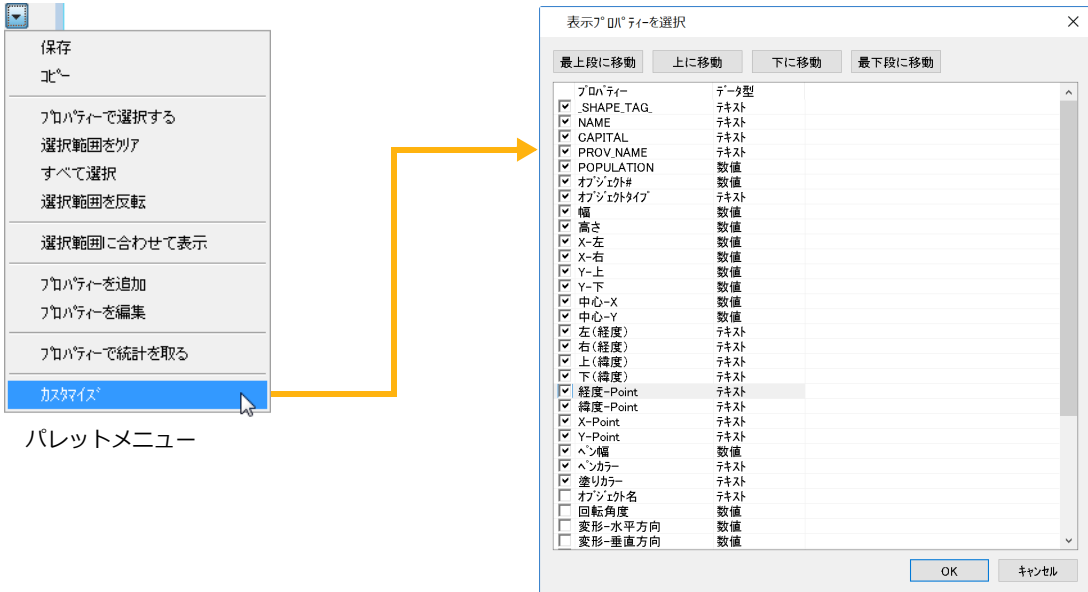 保存
ｺﾋﾟｰ
ﾌﾟﾛﾊﾟﾃｨｰで選択する
選択範囲をｸﾘｱ
すべて選択
選択範囲を反転
選択範囲に合わせて表示
ﾌﾟﾛﾊﾟﾃｨｰを追加
ﾌﾟﾛﾊﾟﾃｨｰを編集
ﾌﾟﾛﾊﾟﾃｨｰで統計を取る
ｶｽﾀﾏｲｽﾞ
パレットメニュー
表示ﾌﾟﾛﾊﾟﾃｨｰを選択
最上段に移動 上に移動 下に移動 最下段に移動
ﾌﾟﾛﾊﾟﾃｨｰ ﾃﾞｰﾀ型
_SHAPE_TAG_ ﾃｷｽﾄ
NAME ﾃｷｽﾄ
CAPITAL ﾃｷｽﾄ
PROV_NAME ﾃｷｽﾄ
POPULATION 数値
ｵﾌﾞｼﾞｪｸﾄ# 数値
ｵﾌﾞｼﾞｪｸﾄﾀｲﾌﾟ ﾃｷｽﾄ
幅 数値
高さ 数値
X-左 数値
X-右 数値
Y-上 数値
Y-下 数値
中心-X 数値
中心-Y 数値
左(経度) ﾃｷｽﾄ
右(経度) ﾃｷｽﾄ
上(緯度) ﾃｷｽﾄ
下(緯度) ﾃｷｽﾄ
経度-Point ﾃｷｽﾄ
緯度-Point ﾃｷｽﾄ
X-Point ﾃｷｽﾄ
Y-Point ﾃｷｽﾄ
ﾍﾟﾝ幅 数値
ﾍﾟﾝｶﾗｰ ﾃｷｽﾄ
塗りｶﾗｰ ﾃｷｽﾄ
ｵﾌﾞｼﾞｪｸﾄ名 ﾃｷｽﾄ
回転角度 数値
変形-水平方向 数値
変形-垂直方向 数値
OK ｷｬﾝｾﾙ